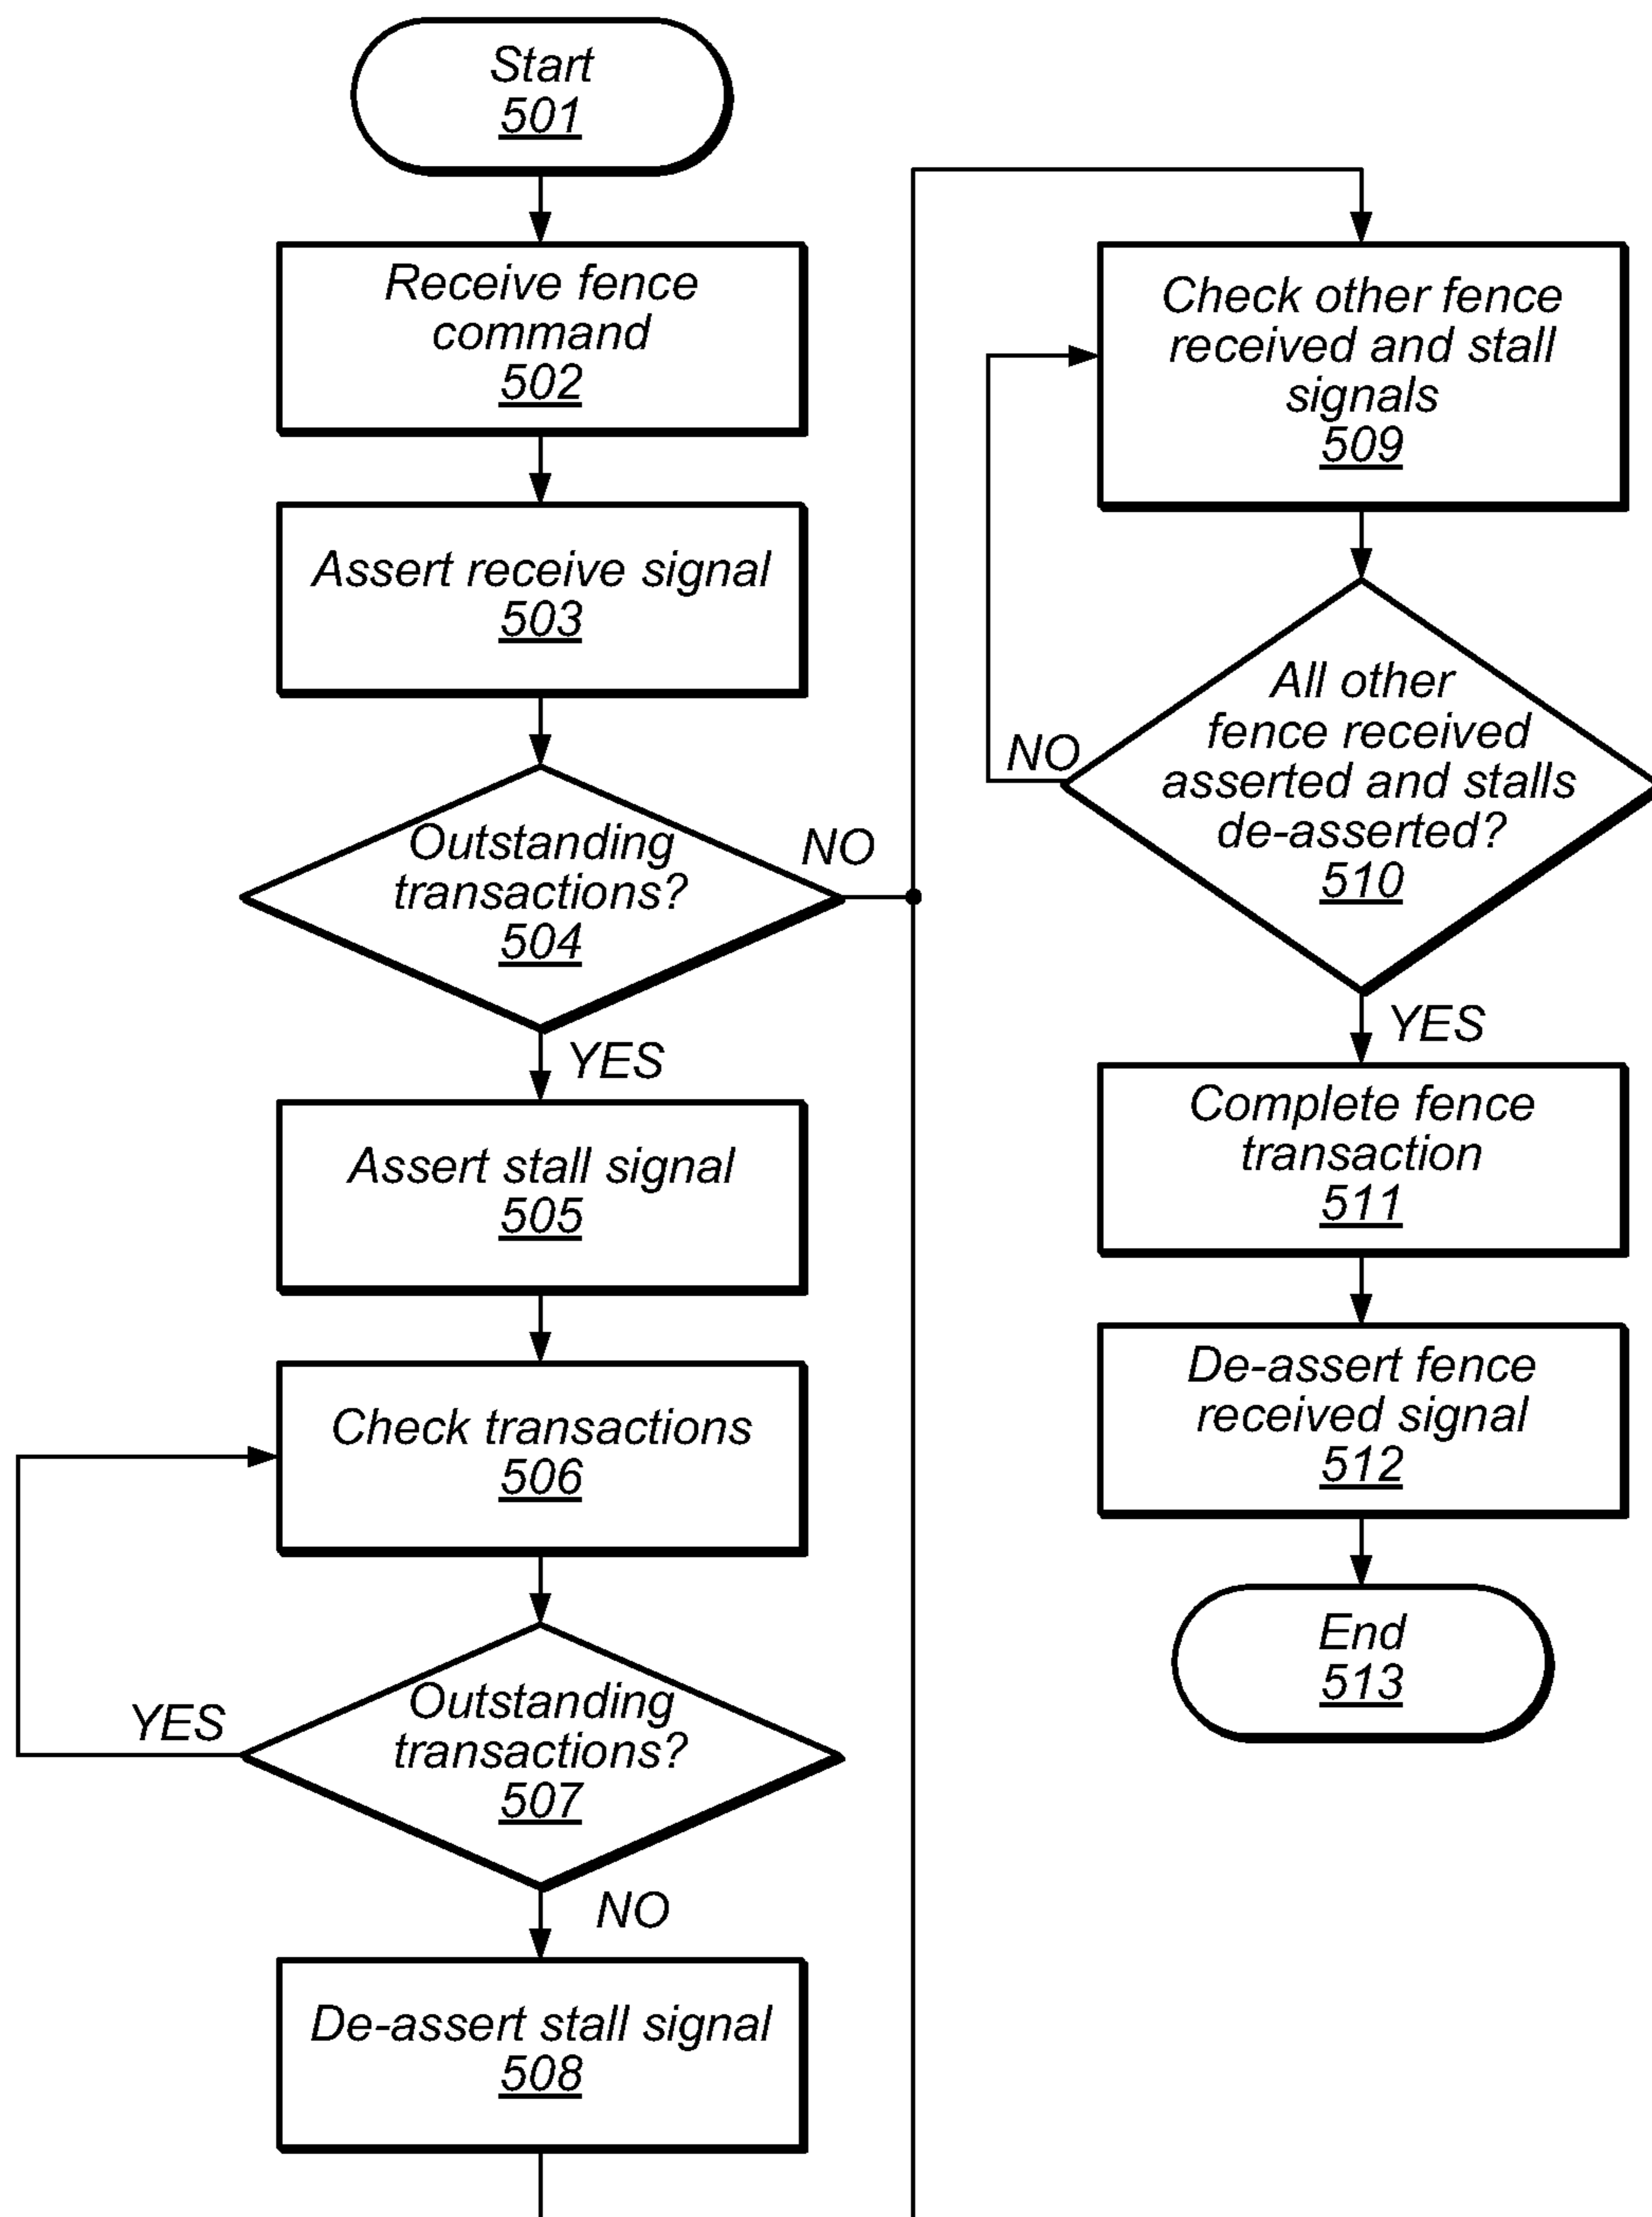 Start
501
Receive fence
command
502
Assert receive signal
503
Outstanding
transactions?
504
NO
YES
Assert stall signal
505
Check transactions
506
Outstanding
transactions?
507
YES
NO
De-assert stall signal
508
Check other fence
received and stall
signals
509
All other
fence received
asserted and stalls
de-asserted?
510
NO
YES
Complete fence
transaction
511
De-assert fence
received signal
512
End
513